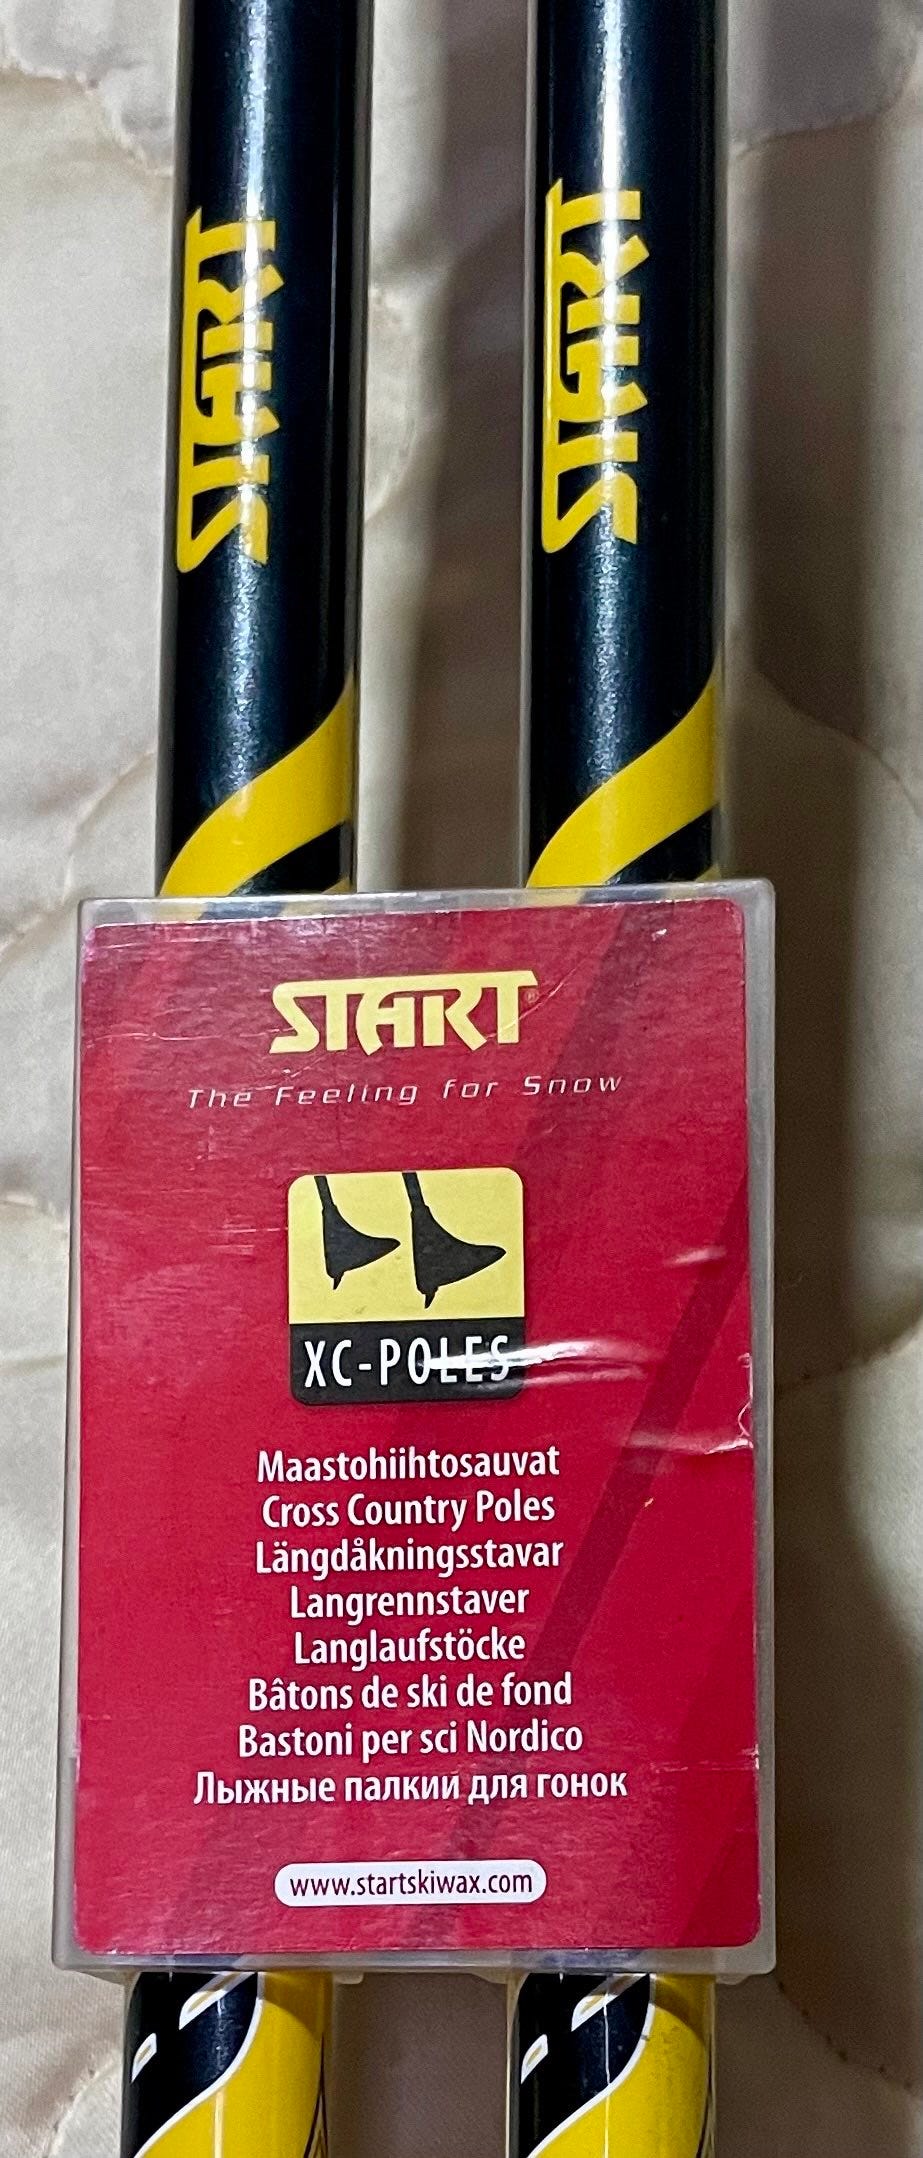 START
START
START®
The Feeling for Snow
XC-POLES
Maastohiihtosauvat
Cross Country Poles
Längdåkningsstavar
Langrennstaver
Langlaufstöcke
Bâtons de ski de fond
Bastoni per sci Nordico
Лыжные палкии для гонок
www.startskiwax.com